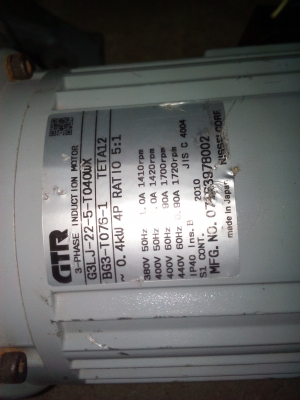 GTR
3-PHASE INDUCTION MOTOR
G3LJ-22-5-T040WX
BG3-T076-1 TETA12
~ 0.4kW 4P RATIO 5:1
380V 50Hz 1410rpm
400V 50Hz 1420rpm
400V 60Hz 1700rpm
440V 60Hz 1720rpm
IP40 Ins.B JIS C 4004
S1 CONT. 2010
MFG. NO.
made in Japan